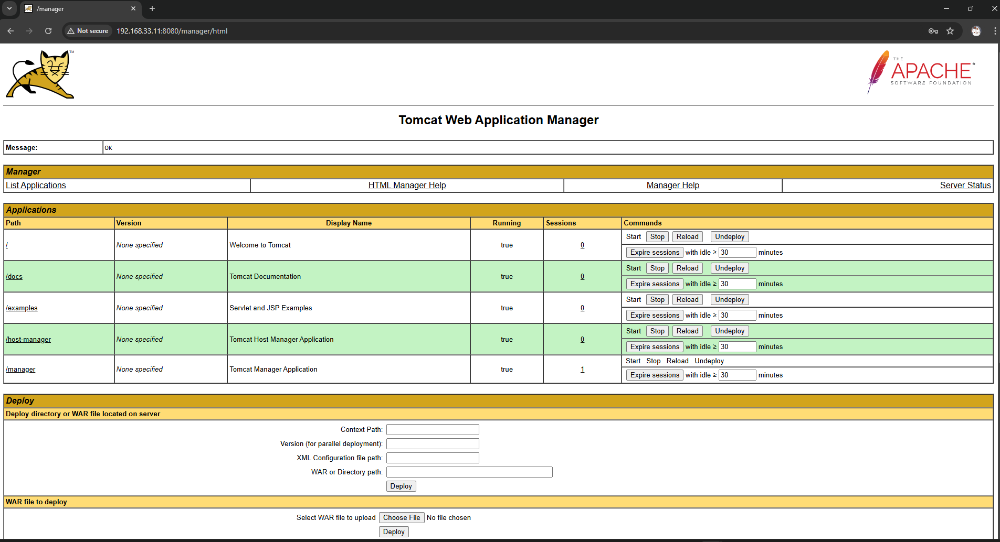 /manager
Not secure 192.168.33.11:8080/manager/html
TM
THE
APACHE®
SOFTWARE FOUNDATION
Tomcat Web Application Manager
Message: OK
Manager
List Applications HTML Manager Help Manager Help Server Status
Applications
Path Version Display Name Running Sessions Commands
/ None specified Welcome to Tomcat true 0 Start Stop Reload Undeploy
Expire sessions with idle ≥ 30 minutes
/docs None specified Tomcat Documentation true 0 Start Stop Reload Undeploy
Expire sessions with idle ≥ 30 minutes
/examples None specified Servlet and JSP Examples true 0 Start Stop Reload Undeploy
Expire sessions with idle ≥ 30 minutes
/host-manager None specified Tomcat Host Manager Application true 0 Start Stop Reload Undeploy
Expire sessions with idle ≥ 30 minutes
/manager None specified Tomcat Manager Application true 1 Start Stop Reload Undeploy
Expire sessions with idle ≥ 30 minutes
Deploy
Deploy directory or WAR file located on server
Context Path:
Version (for parallel deployment):
XML Configuration file path:
WAR or Directory path:
Deploy
WAR file to deploy
Select WAR file to upload Choose File No file chosen
Deploy